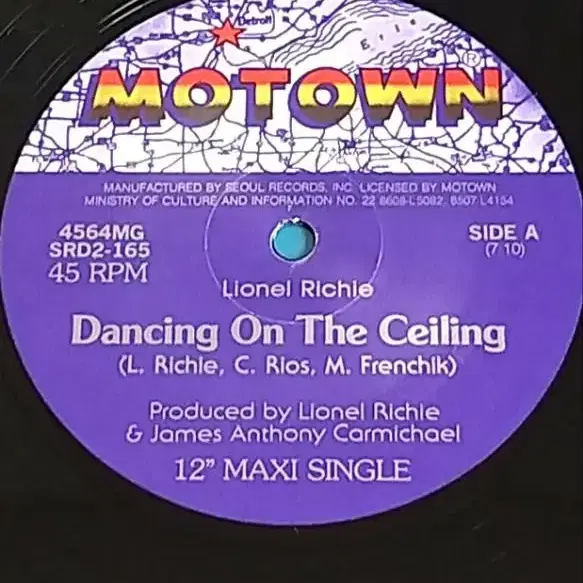 Detroit
Erie
MOTOWN®
MANUFACTURED BY SEOUL RECORDS, INC. LICENSED BY MOTOWN
MINISTRY OF CULTURE AND INFORMATION NO. 22 8608-L5082, 8507-L4154
4564MG
SRD2-165
45 RPM
SIDE A
(7 10)
Lionel Richie
Dancing On The Ceiling
(L. Richie, C. Rios, M. Frenchik)
Produced by Lionel Richie
& James Anthony Carmichael
12" MAXI SINGLE